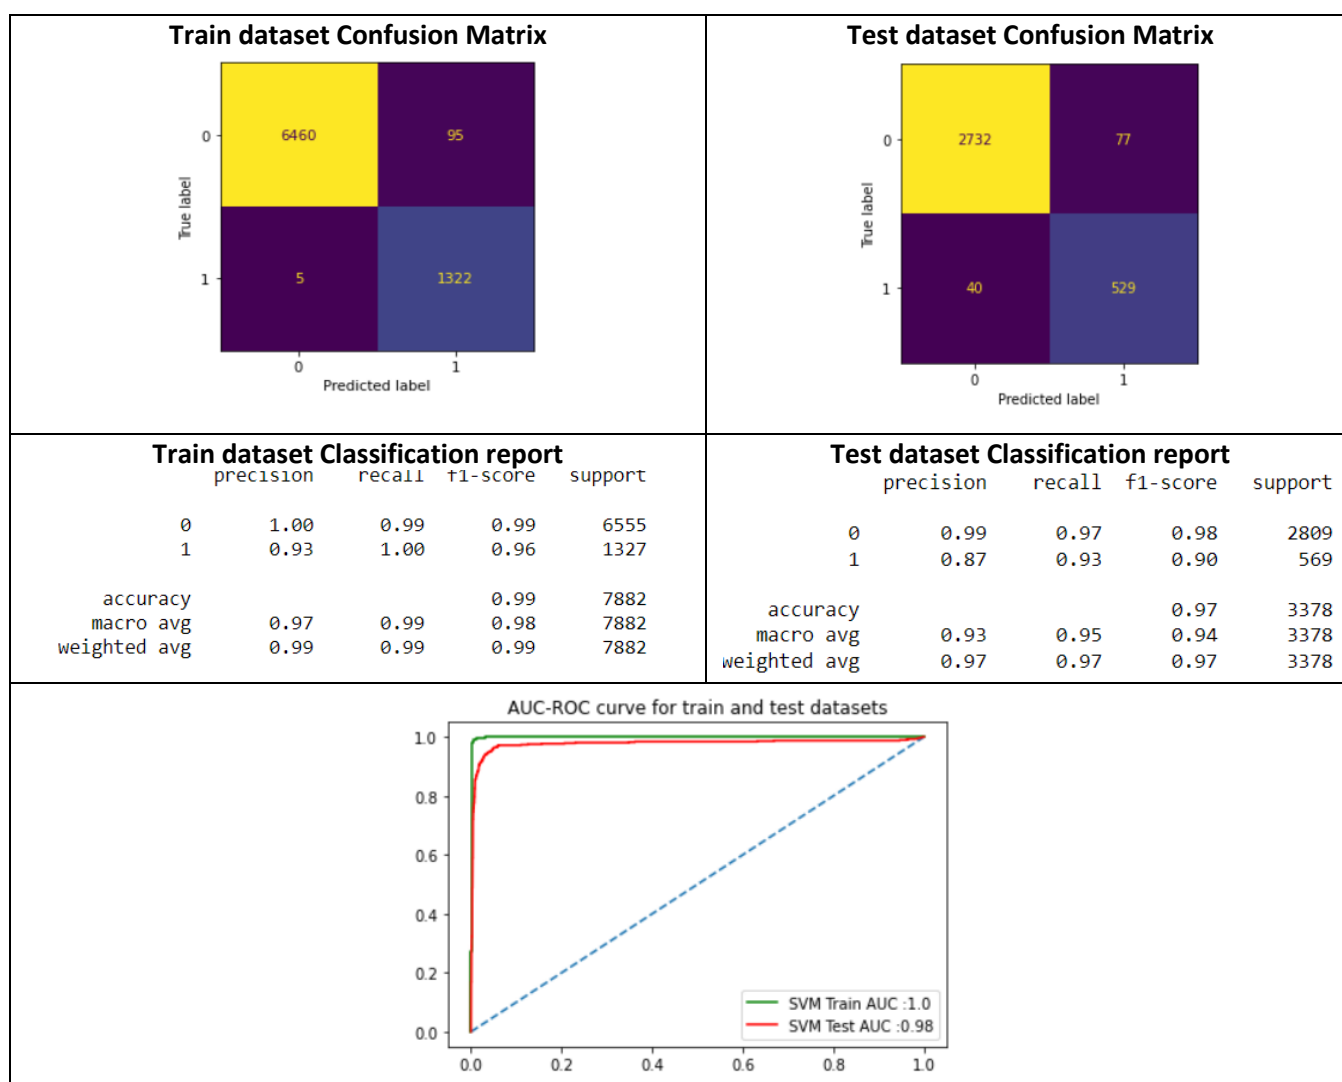 Train dataset Confusion Matrix
0
6460
95
True label
1
5
1322
0
1
Predicted label
Test dataset Confusion Matrix
0
2732
77
True label
1
40
529
0
1
Predicted label
Train dataset Classification report
precision recall f1-score support
0 1.00 0.99 0.99 6555
1 0.93 1.00 0.96 1327
accuracy 0.99 7882
macro avg 0.97 0.99 0.98 7882
weighted avg 0.99 0.99 0.99 7882
Test dataset Classification report
precision recall f1-score support
0 0.99 0.97 0.98 2809
1 0.87 0.93 0.90 569
accuracy 0.97 3378
macro avg 0.93 0.95 0.94 3378
weighted avg 0.97 0.97 0.97 3378
AUC-ROC curve for train and test datasets
1.0
0.8
0.6
0.4
0.2
0.0
SVM Train AUC :1.0
SVM Test AUC :0.98
0.0 0.2 0.4 0.6 0.8 1.0